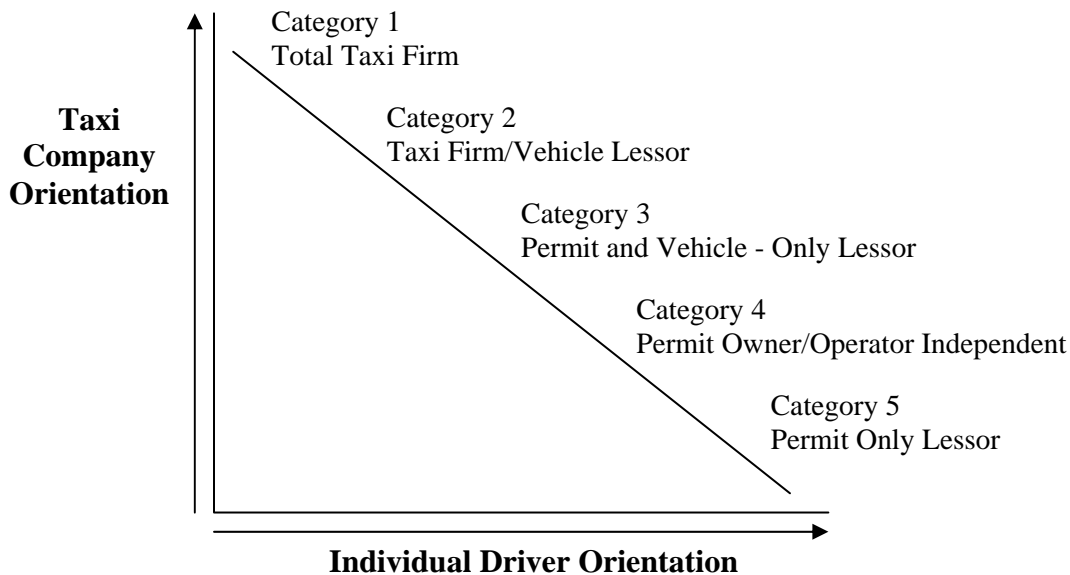 Category 1
Total Taxi Firm
Taxi
Company
Orientation
Category 2
Taxi Firm/Vehicle Lessor
Category 3
Permit and Vehicle - Only Lessor
Category 4
Permit Owner/Operator Independent
Category 5
Permit Only Lessor
Individual Driver Orientation